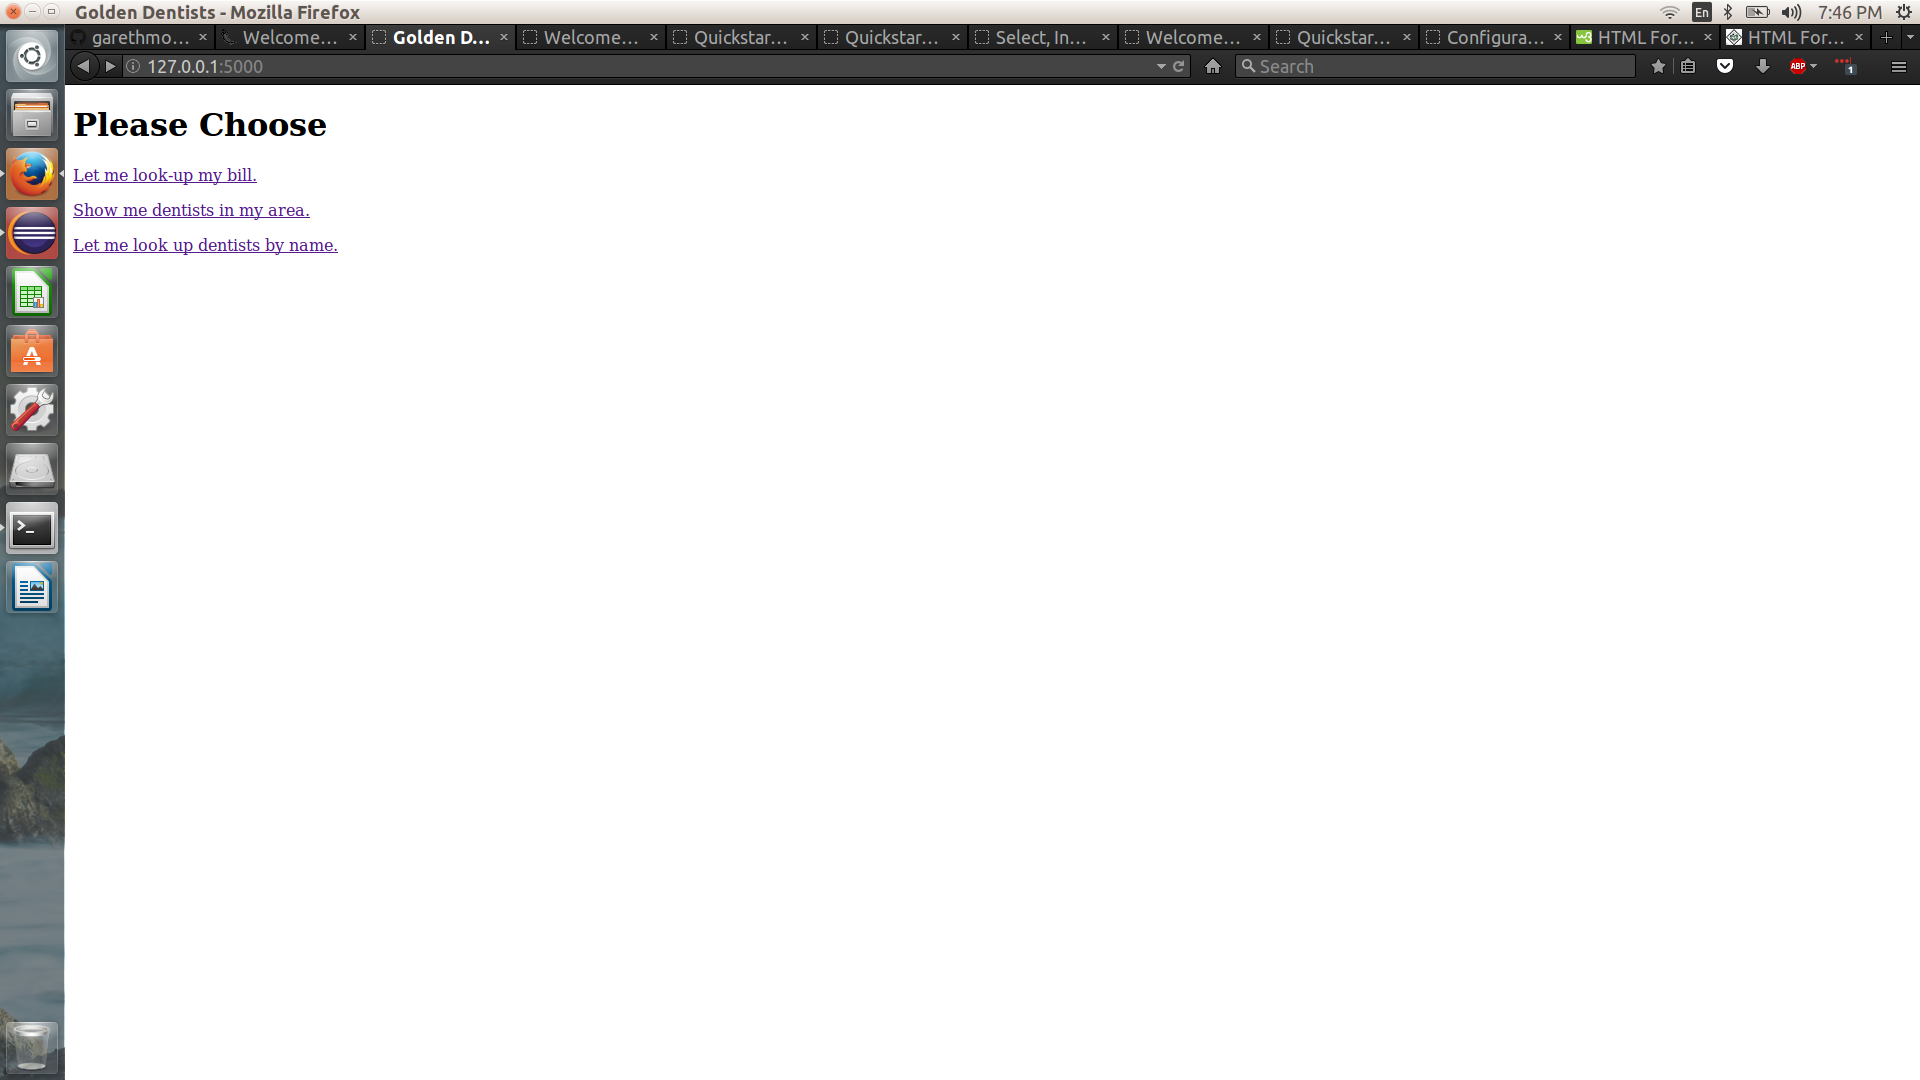 Golden Dentists - Mozilla Firefox
En
7:46 PM
garethmo...
Welcome...
Golden D...
Welcome...
Quickstar...
Quickstar...
Select, In...
Welcome...
Quickstar...
Configura...
HTML For...
HTML For...
127.0.0.1:5000
Search
ABP
1
Please Choose
Let me look-up my bill.
Show me dentists in my area.
Let me look up dentists by name.